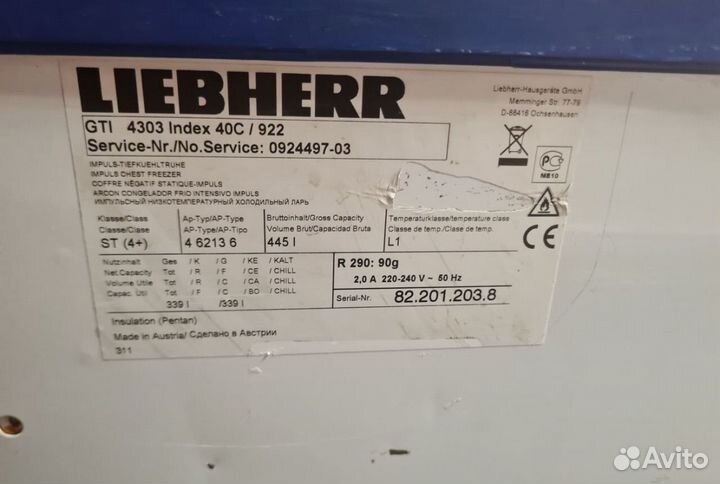 LIEBHERR
Liebherr-Hausgeräte GmbH
Memminger Str. 77-79
D-88416 Ochsenhausen
GTI 4303 Index 40C / 922
Service-Nr./No.Service: 0924497-03
IMPULS-TIEFKUEHLTRUHE
IMPULS CHEST FREEZER
COFFRE NÉGATIF STATIQUE-IMPULS
ARCON CONGELADOR FRIO INTENSIVO IMPULS
ИМПУЛЬСНЫЙ НИЗКОТЕМПЕРАТУРНЫЙ ХОЛОДИЛЬНЫЙ ЛАРЬ
PC
МБ10
CE
Klasse/Class Ap-Typ/AP-Type Bruttoinhalt/Gross Capacity Temperaturklasse/temperature class
Classe/Clase AP-Type/AP-Tipo Volume Brut/Capacidad Bruta Classe de temp./Clase de temp.
ST (4+) 4 6213 6 445 l L1
Nutzinhalt Ges / K / G / KE / KALT
Net.Capacity Tot / R / F / CE / CHILL
Volume Utile Tot / R / C / CA / CHILL
Capac. Util Tot / F / C / BO / CHILL
339 l /339 l
R 290: 90g
2,0 A 220-240 V ~ 50 Hz
Serial-Nr. 82.201.203.8
Insulation (Pentan)
Made in Austria/ Сделано в Австрии
311
Avito